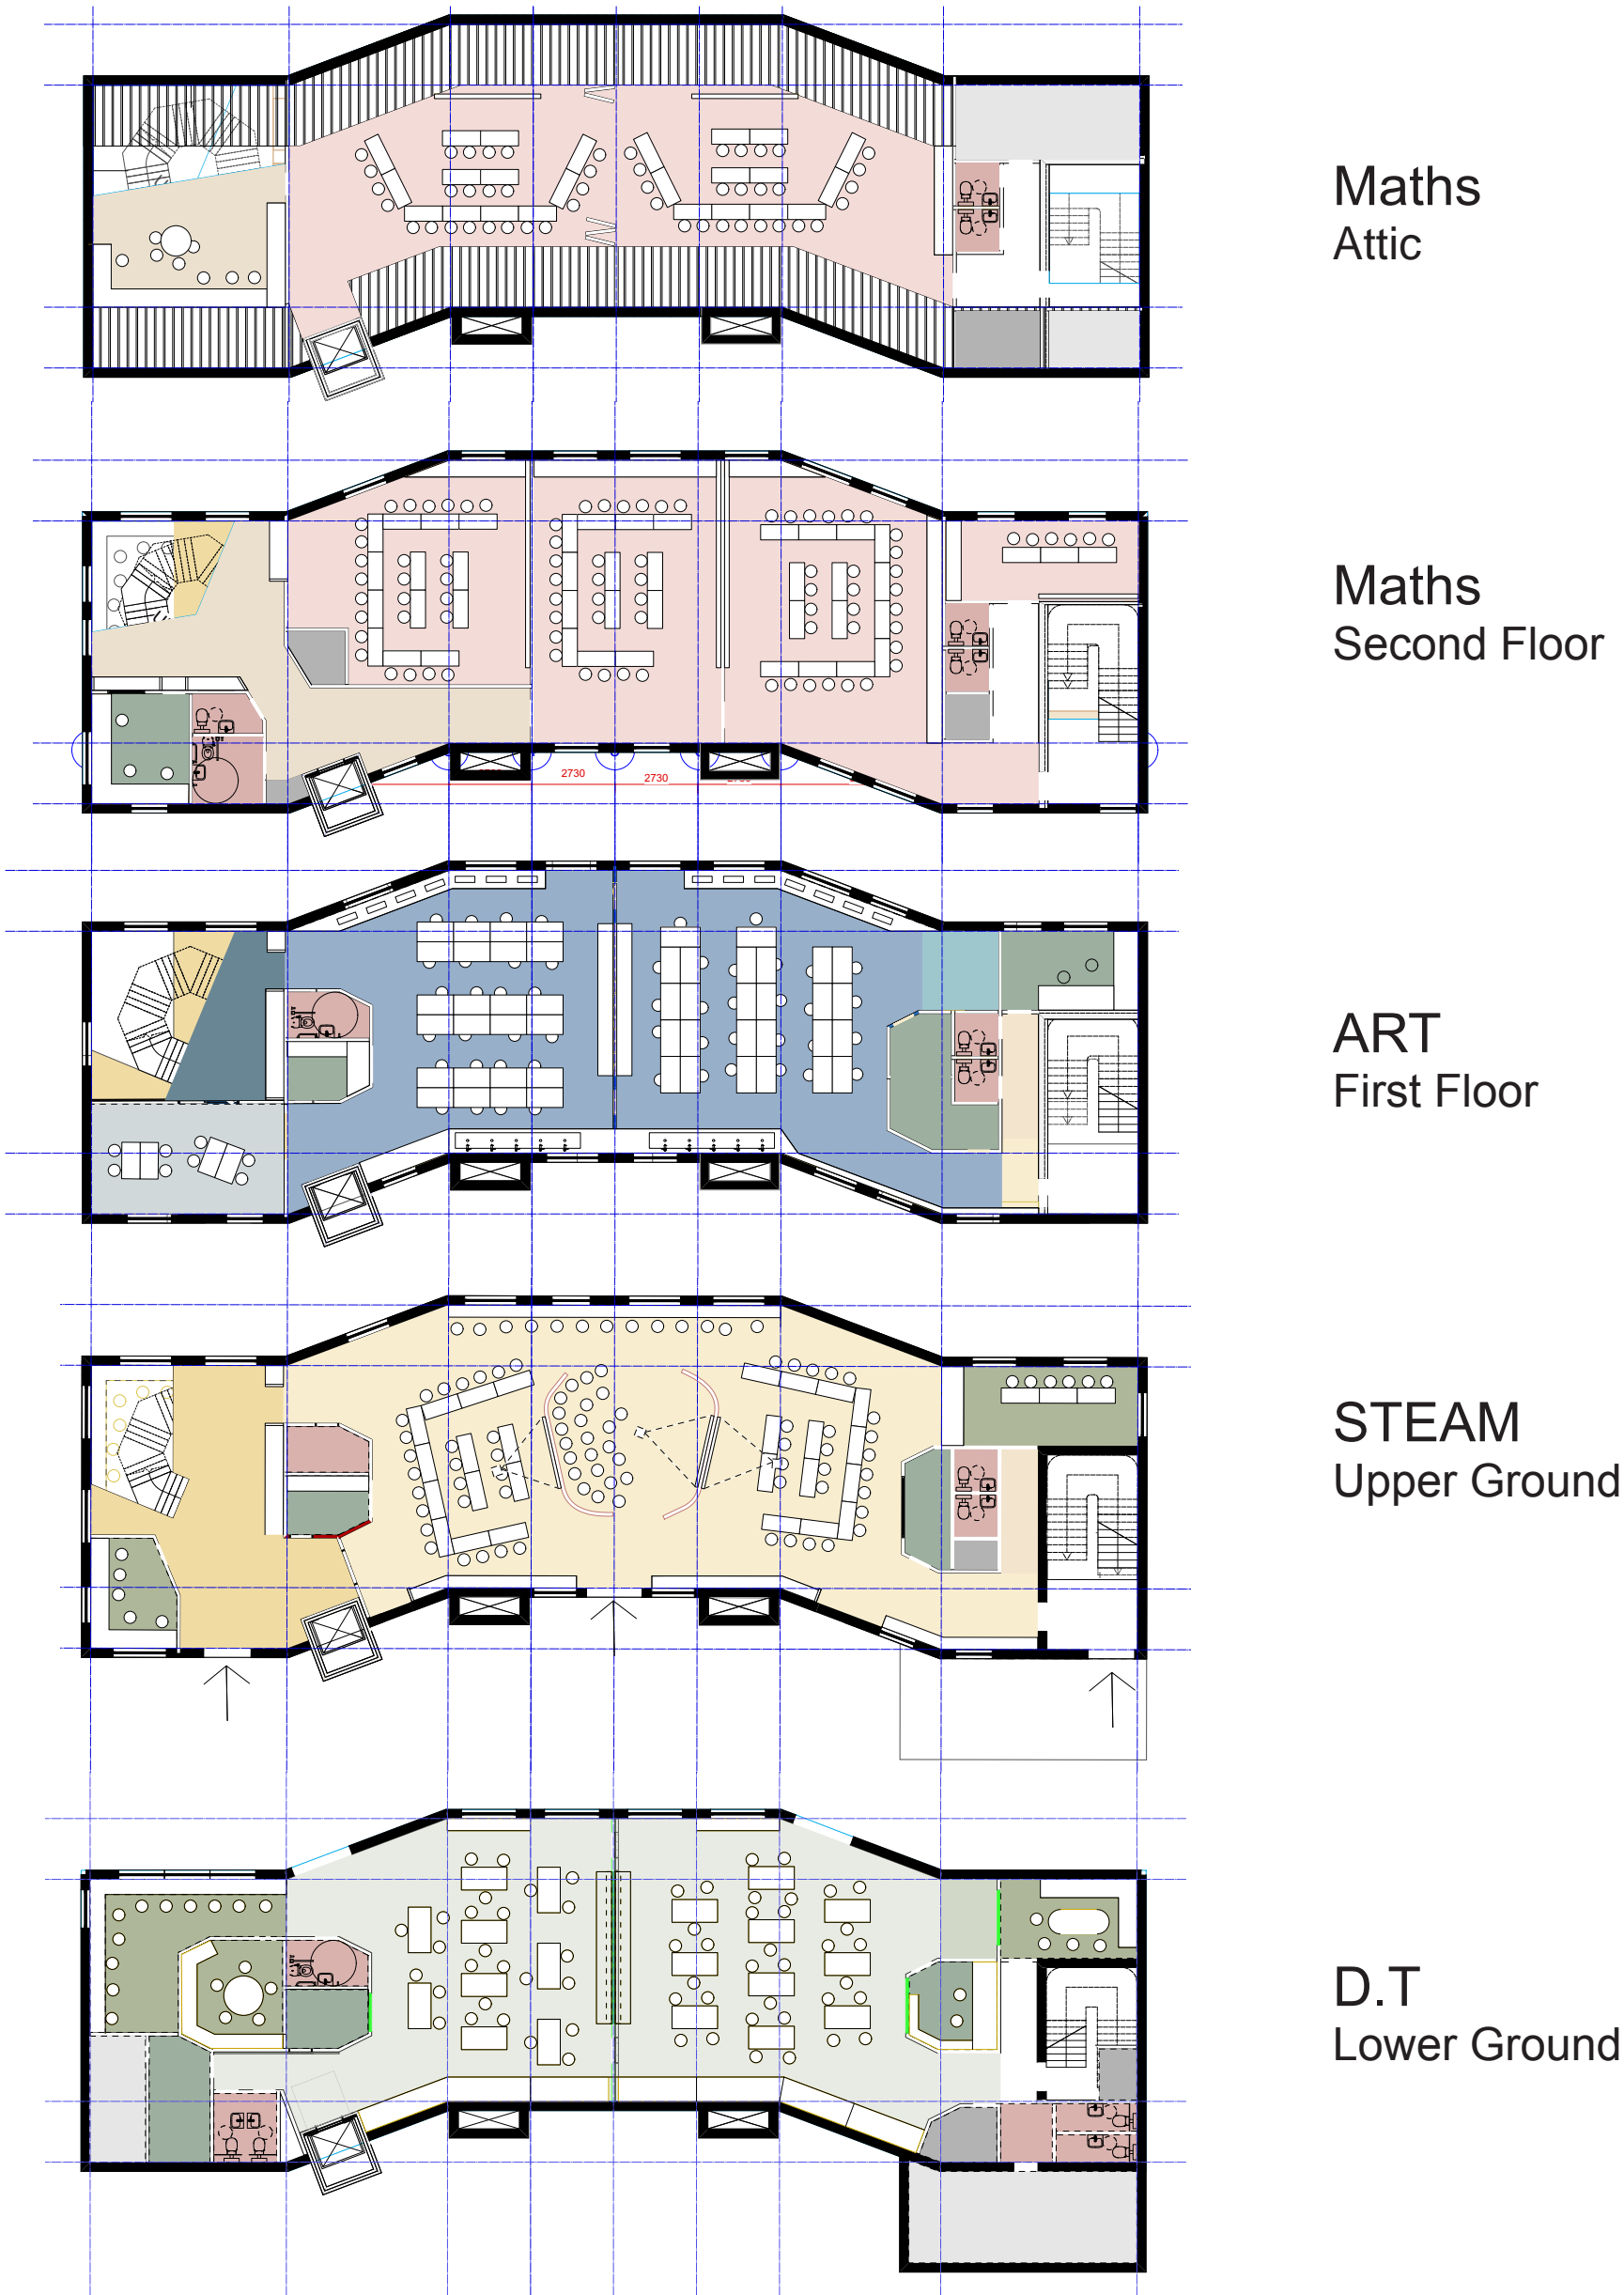 Maths
Attic
Maths
Second Floor
2730
2730
ART
First Floor
STEAM
Upper Ground
D.T
Lower Ground